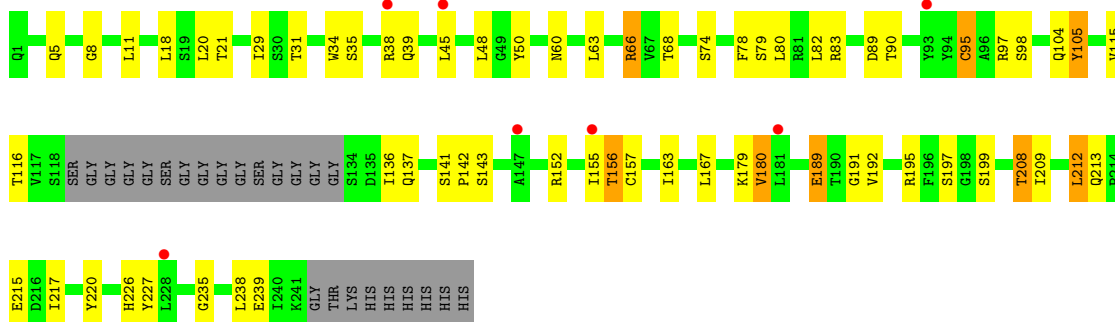 Q1 Q5 G8 L11 L18 S19 L20 T21 I29 S30 T31 W34 S35 R38 Q39 L45 L48 G49 Y50 N60 L63 R66 V67 T68 S74 F78 S79 L80 R81 L82 R83 D89 T90 Y93 Y94 C95 A96 R97 S98 Q104 Y105 V115
T116 V117 S118 SER GLY GLY GLY GLY SER GLY GLY GLY GLY SER GLY GLY GLY GLY S134 D135 I136 Q137 S141 P142 S143 A147 R152 I155 T156 C157 I163 L167 K179 V180 L181 E189 T190 G191 V192 R195 F196 S197 G198 S199 T208 I209 L212 Q213 P214
E215 D216 I217 Y220 H226 Y227 L228 G235 L238 E239 I240 K241 GLY THR LYS HIS HIS HIS HIS HIS HIS